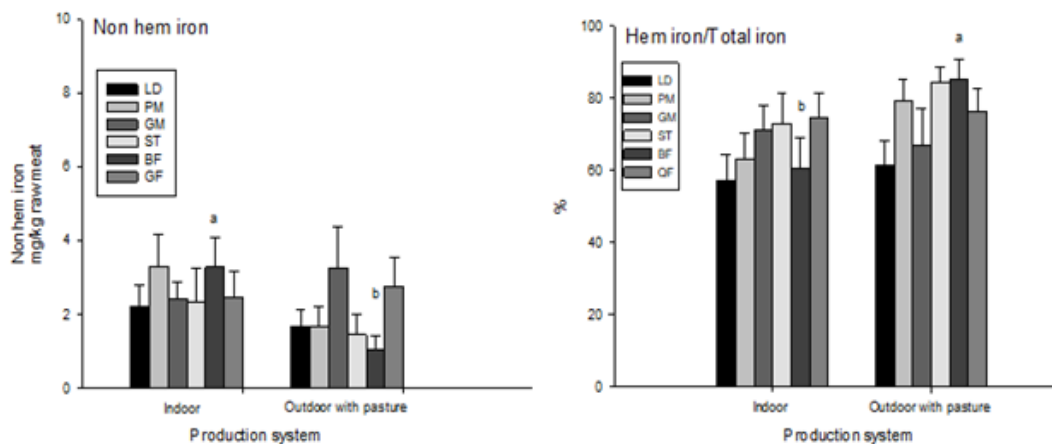 Non hem iron
10
8
6
4
2
0
Non hem iron
mg/kg raw meat
LD
PM
GM
ST
BF
GF
a
b
Indoor
Outdoor with pasture
Production system
Hem iron/Total iron
100
80
60
40
20
0
%
LD
PM
GM
ST
BF
QF
b
a
Indoor
Outdoor with pasture
Production system